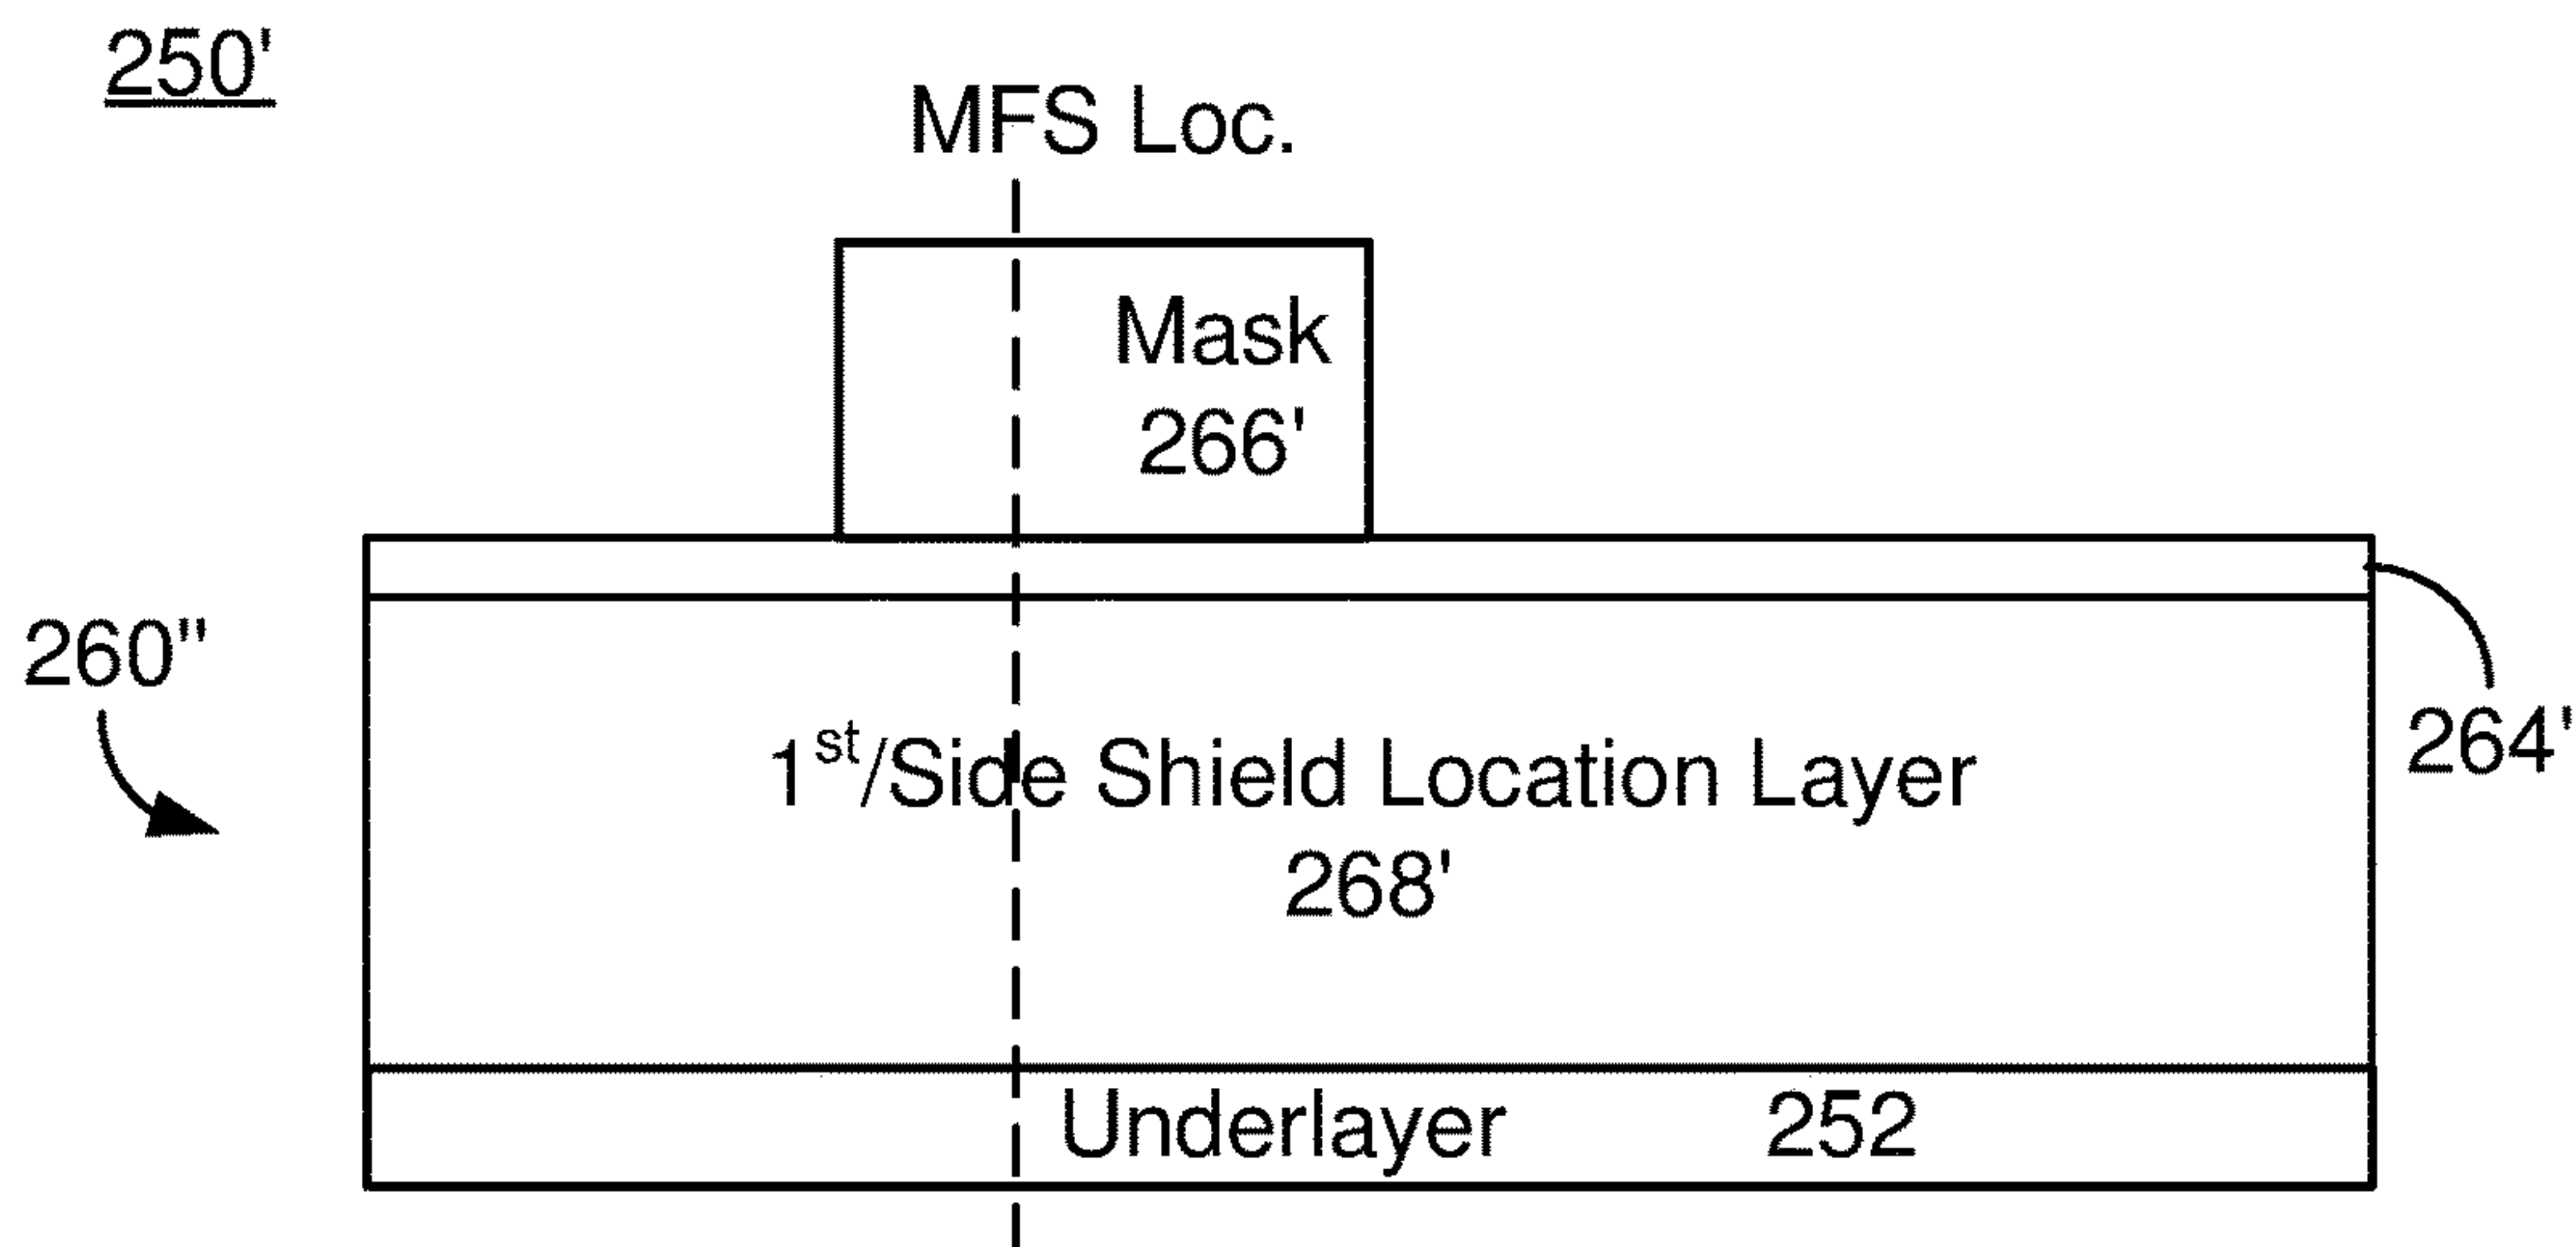 250'
MFS Loc.
Mask
266'
260"
1st/Side Shield Location Layer
268'
264'
Underlayer 252